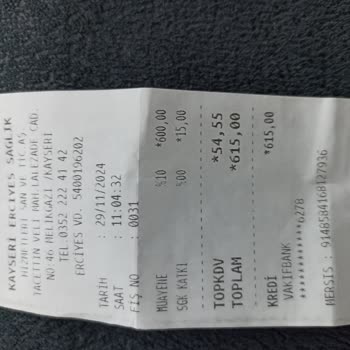 KAYSERİ ERCİYES SAĞLIK
HİZMETLERİ SAN VE TİC AŞ.
TACETTİN VELİ MAH LALEZADE CAD.
NO:46 MELİKGAZİ /KAYSERİ
TEL.0352 222 41 42
ERCİYES VD. 5400196202
TARİH : 29/11/2024
SAAT : 11:04:32
FİŞ NO : 0031
MUAYENE %10 *600,00
SGK KATKI %00 *15,00
TOPKDV *54,55
TOPLAM *615,00
KREDİ *615,00
VAKIFBANK
************6278
MERSIS :